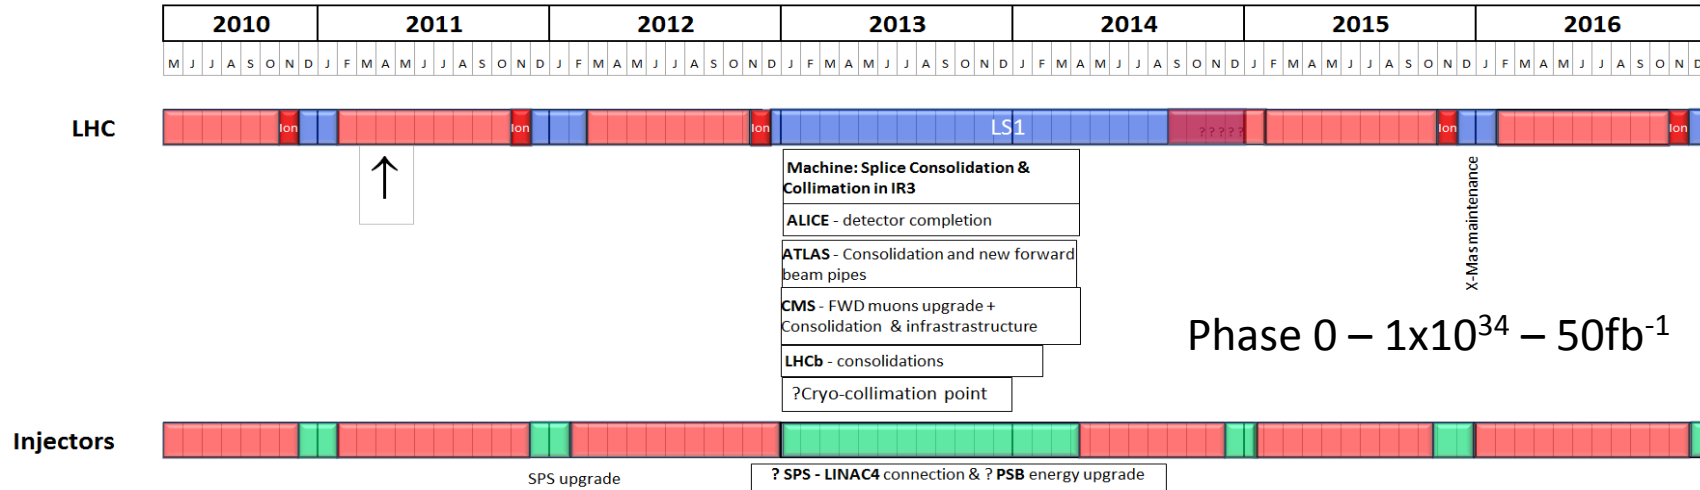 2010 2011 2012 2013 2014 2015 2016
M J J A S O N D J F M A M J J A S O N D J F M A M J J A S O N D J F M A M J J A S O N D J F M A M J J A S O N D J F M A M J J A S O N D J F M A M J J A S O N D
LHC Ion Ion Ion LS1 ????? Ion Ion
Machine: Splice Consolidation &
Collimation in IR3
ALICE - detector completion
ATLAS - Consolidation and new forward
beam pipes
CMS - FWD muons upgrade +
Consolidation & infrastrastructure
LHCb - consolidations
?Cryo-collimation point
X-Mas maintenance
Phase 0 – 1x10³⁴ – 50fb⁻¹
Injectors
SPS upgrade
? SPS - LINAC4 connection & ? PSB energy upgrade